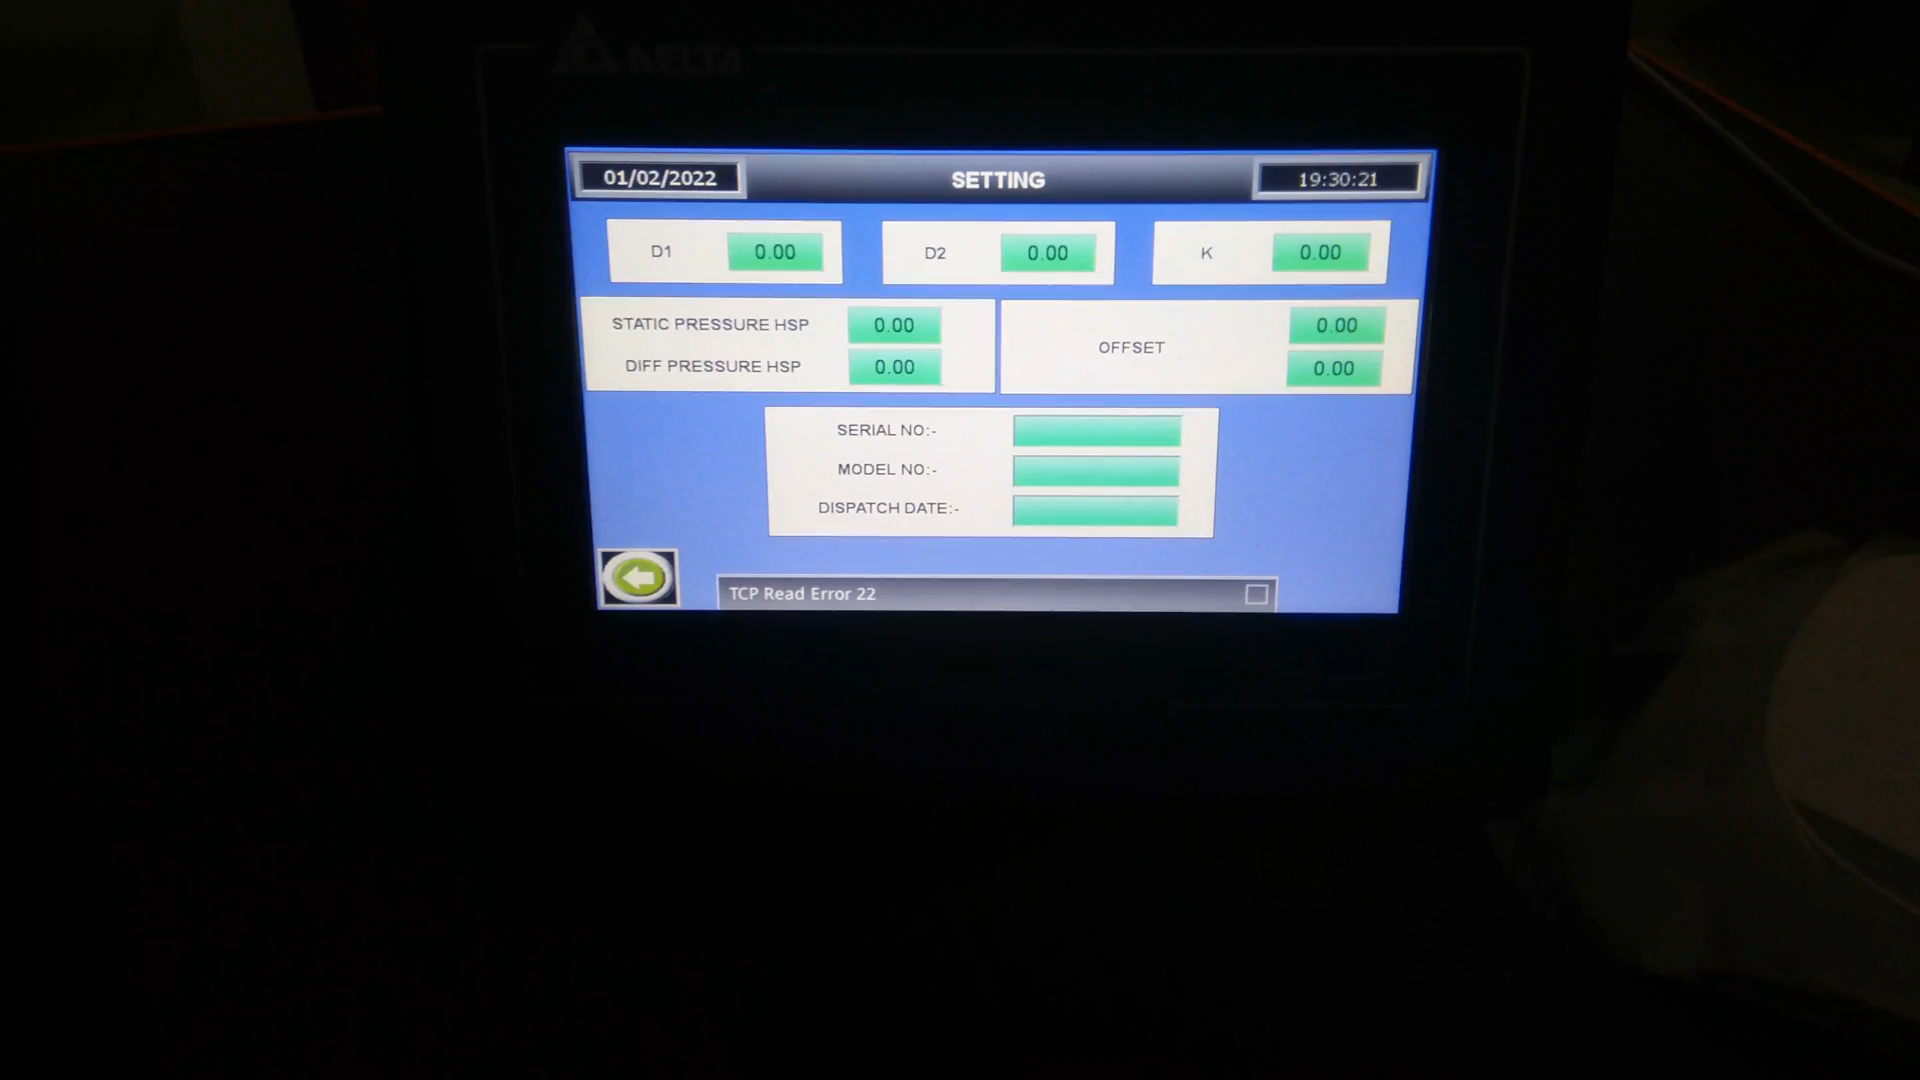 DELTA
01/02/2022 SETTING 19:30:21
D1 0.00 D2 0.00 K 0.00
STATIC PRESSURE HSP 0.00
DIFF PRESSURE HSP 0.00
OFFSET 0.00
0.00
SERIAL NO:-
MODEL NO:-
DISPATCH DATE:-
TCP Read Error 22